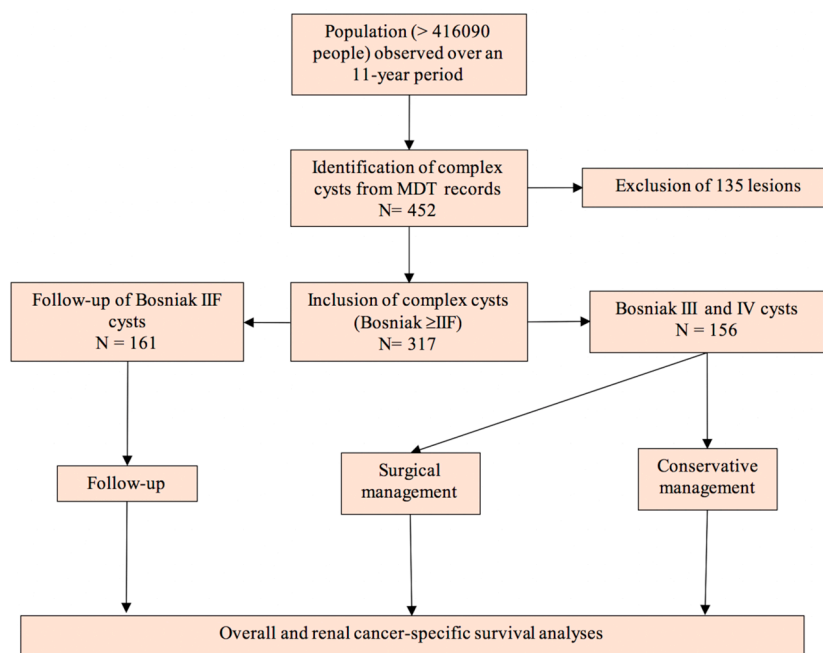 Population (> 416090
people) observed over an
11-year period
Identification of complex
cysts from MDT records
N= 452
Exclusion of 135 lesions
Follow-up of Bosniak IIF
cysts
N = 161
Inclusion of complex cysts
(Bosniak ≥IIF)
N= 317
Bosniak III and IV cysts
N = 156
Follow-up
Surgical
management
Conservative
management
Overall and renal cancer-specific survival analyses